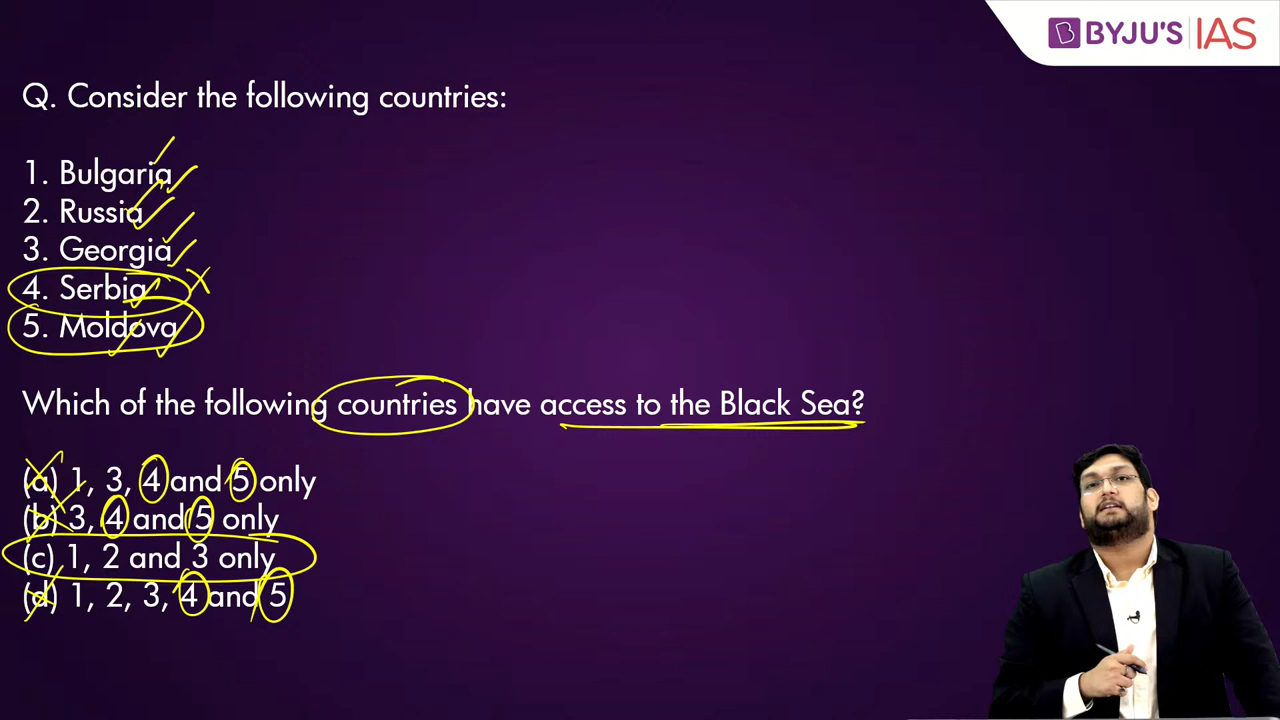 BYJU'S IAS
Q. Consider the following countries:
1. Bulgaria
2. Russia
3. Georgia
4. Serbia
5. Moldova
Which of the following countries have access to the Black Sea?
(a) 1, 3, 4 and 5 only
(b) 3, 4 and 5 only
(c) 1, 2 and 3 only
(d) 1, 2, 3, 4 and 5